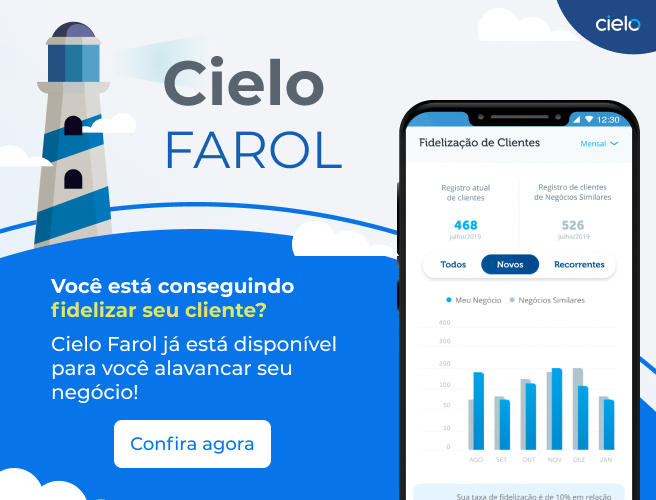 cielo
Cielo
FAROL
Você está conseguindo
fidelizar seu cliente?
Cielo Farol já está disponível
para você alavancar seu
negócio!
Confira agora
12:30
Fidelização de Clientes
Mensal
Registro atual
de clientes
468
julho/2019
Registro de clientes
de Negócios Similares
526
julho/2019
Todos
Novos
Recorrentes
Meu Negócio
Negócios Similares
400
300
200
100
50
10
0
AGO
SET
OUT
NOV
DEZ
JAN
Sua taxa de fidelização é de 10% em relação